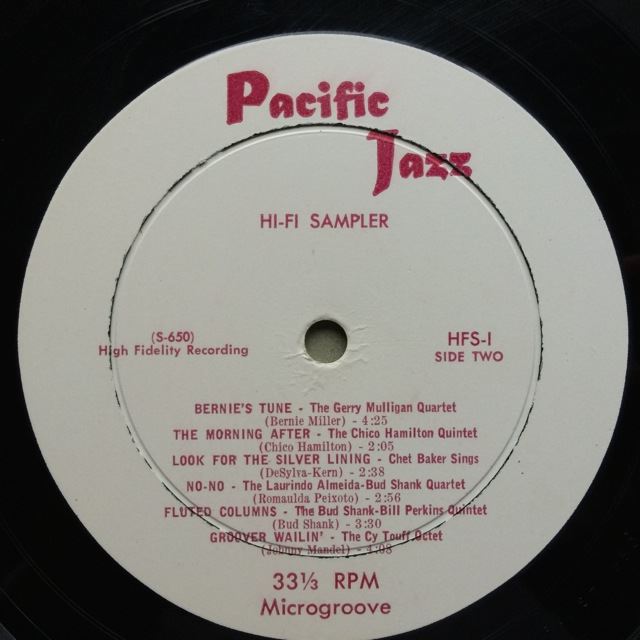 Pacific
Jazz
HI-FI SAMPLER
(S-650)
High Fidelity Recording
HFS-1
SIDE TWO
BERNIE'S TUNE - The Gerry Mulligan Quartet
(Bernie Miller) - 4:25
THE MORNING AFTER - The Chico Hamilton Quintet
(Chico Hamilton) - 2:05
LOOK FOR THE SILVER LINING - Chet Baker Sings
(DeSylva-Kern) - 2:38
NO-NO - The Laurindo Almeida-Bud Shank Quartet
(Romaulda Peixoto) - 2:56
FLUTED COLUMNS - The Bud Shank-Bill Perkins Quintet
(Bud Shank) - 3:30
GROOVER WAILIN' - The Cy Touff Octet
(Johnny Mandel) - 4:08
33⅓ RPM
Microgroove